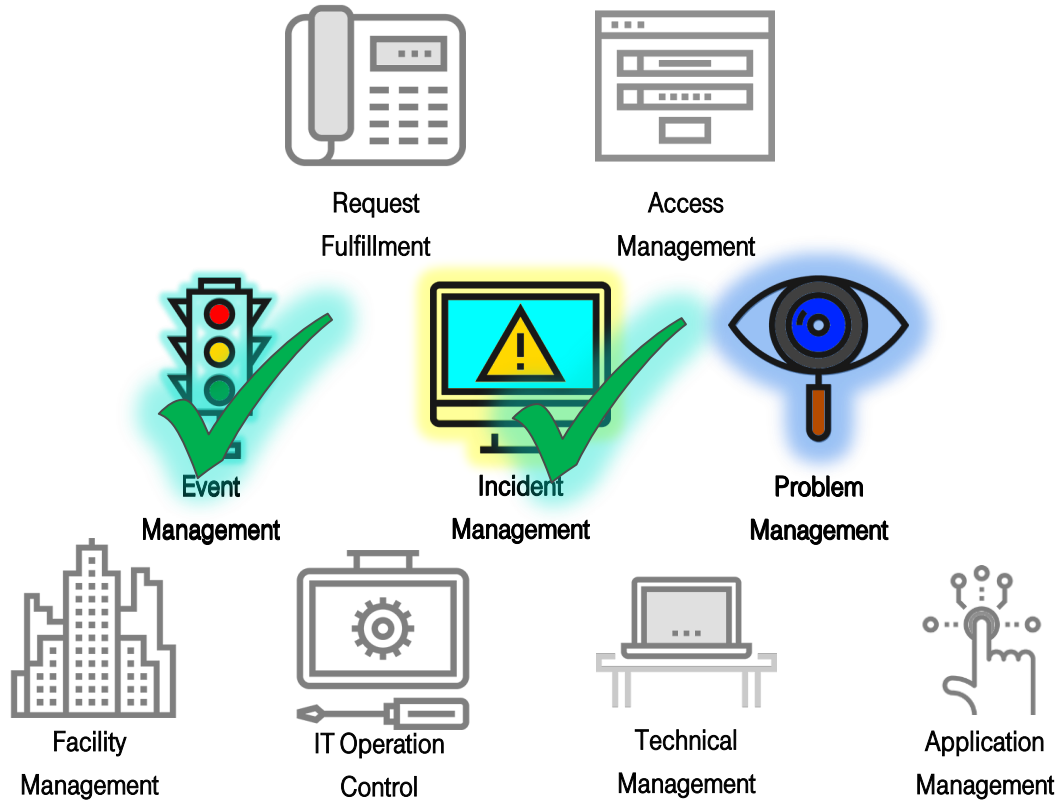 Request
Fulfillment
Access
Management
Event
Management
Incident
Management
Problem
Management
Facility
Management
IT Operation
Control
Technical
Management
Application
Management